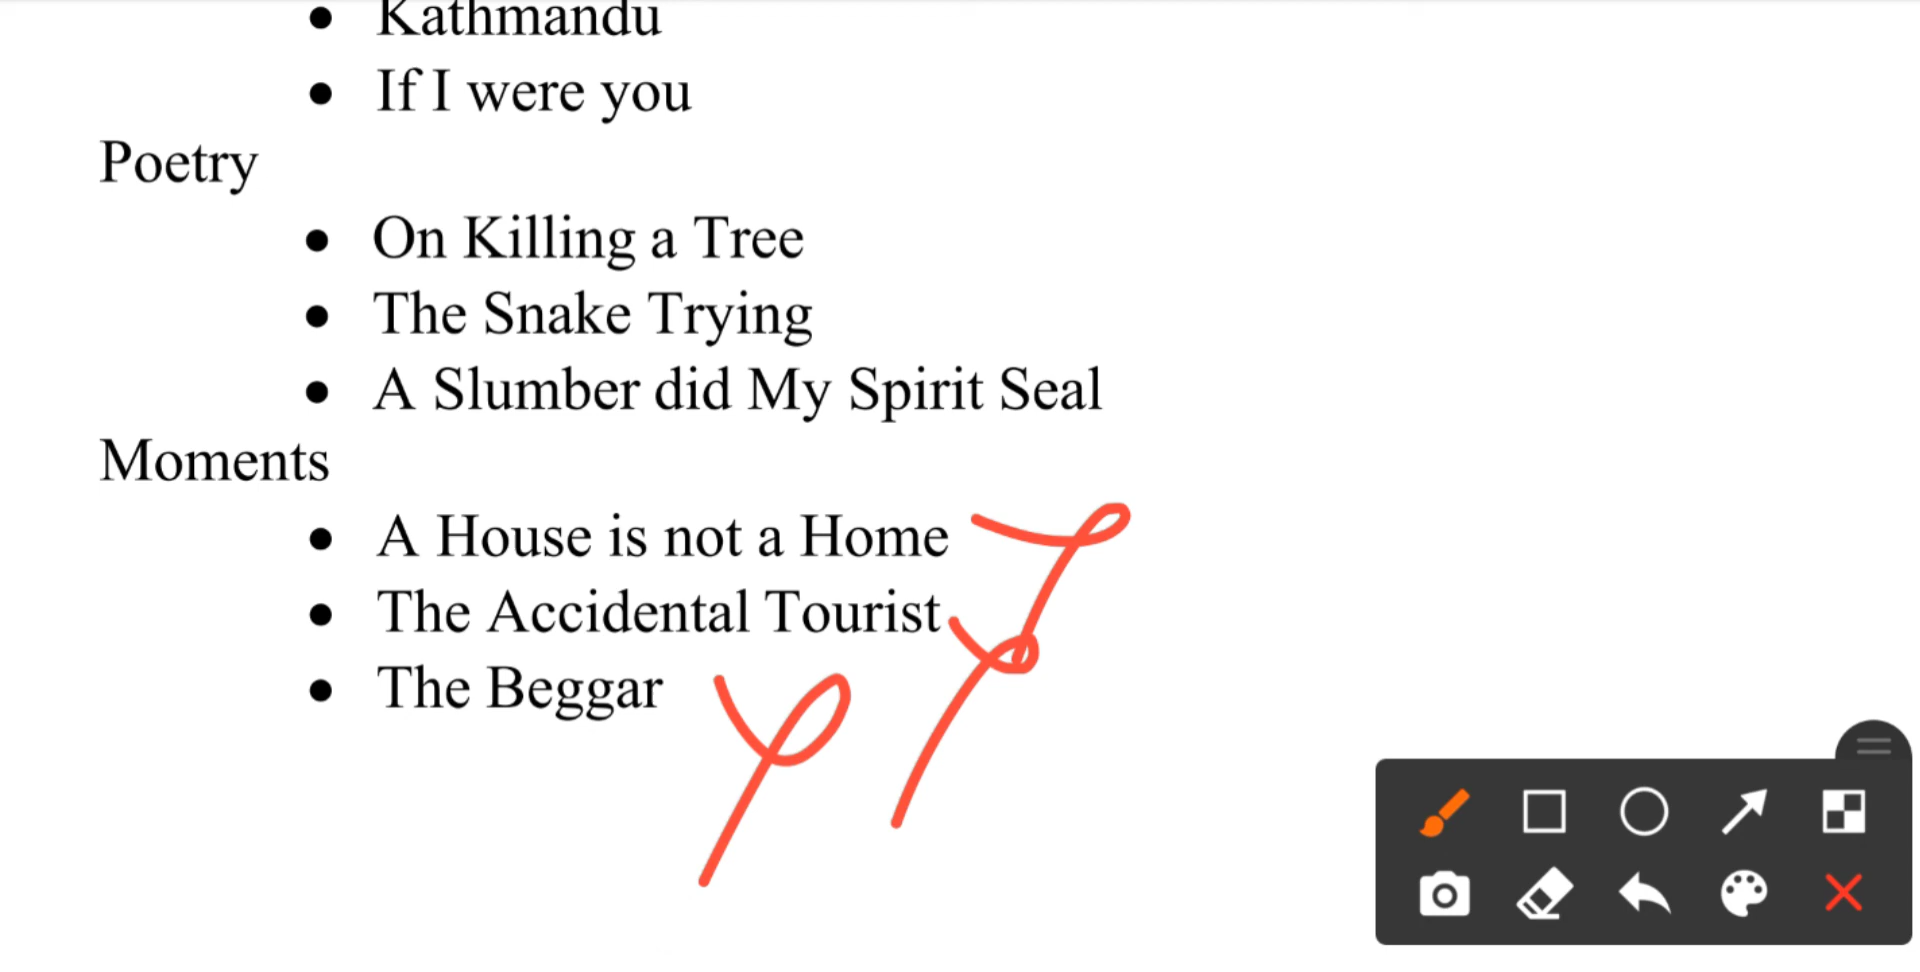 Kathmandu
If I were you
Poetry
On Killing a Tree
The Snake Trying
A Slumber did My Spirit Seal
Moments
A House is not a Home
The Accidental Tourist
The Beggar